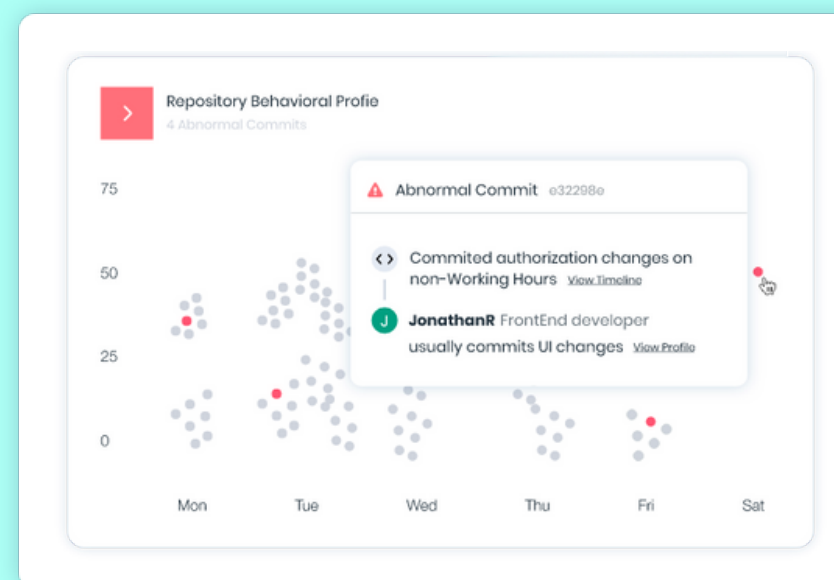 Repository Behavioral Profie
4 Abnormal Commits
75
Abnormal Commit e32298e
50
Commited authorization changes on
non-Working Hours View Timeline
J JonathanR FrontEnd developer
25
usually commits UI changes View Profile
0
Mon Tue Wed Thu Fri Sat